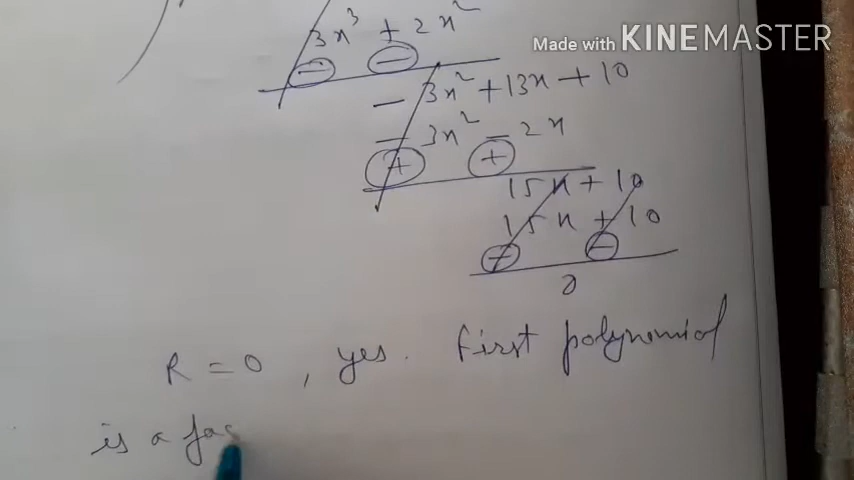 3x³ + 2x²
Made with KINEMASTER
⊖ ⊖
- 3x² + 13x + 10
- 3x² - 2x
⊕ ⊕
15x + 10
15x + 10
⊖ ⊖
0
R = 0, yes. First polynomial
is a fac